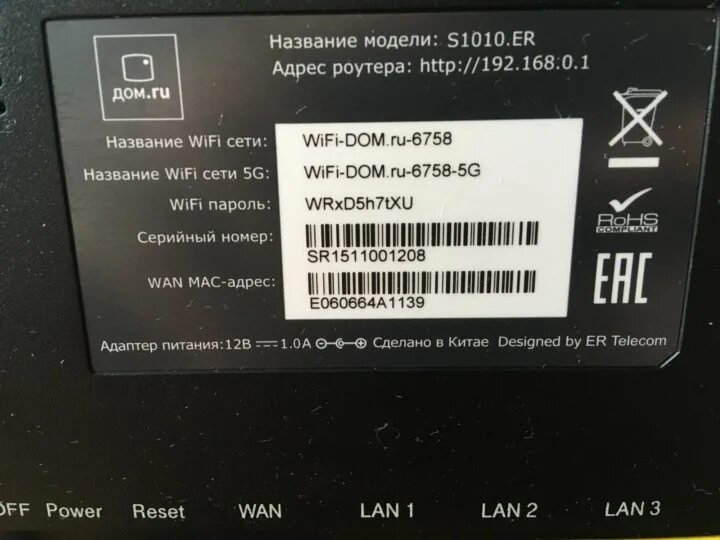 дом.ru
Название модели: S1010.ER
Адрес роутера: http://192.168.0.1
Название WiFi сети: WiFi-DOM.ru-6758
Название WiFi сети 5G: WiFi-DOM.ru-6758-5G
WiFi пароль: WRxD5h7tXU
Серийный номер:
SR1511001208
WAN MAC-адрес:
E060664A1139
RoHS
COMPLIANT
EAC
Адаптер питания:12В 1.0А Сделано в Китае Designed by ER Telecom
OFF Power Reset WAN LAN 1 LAN 2 LAN 3